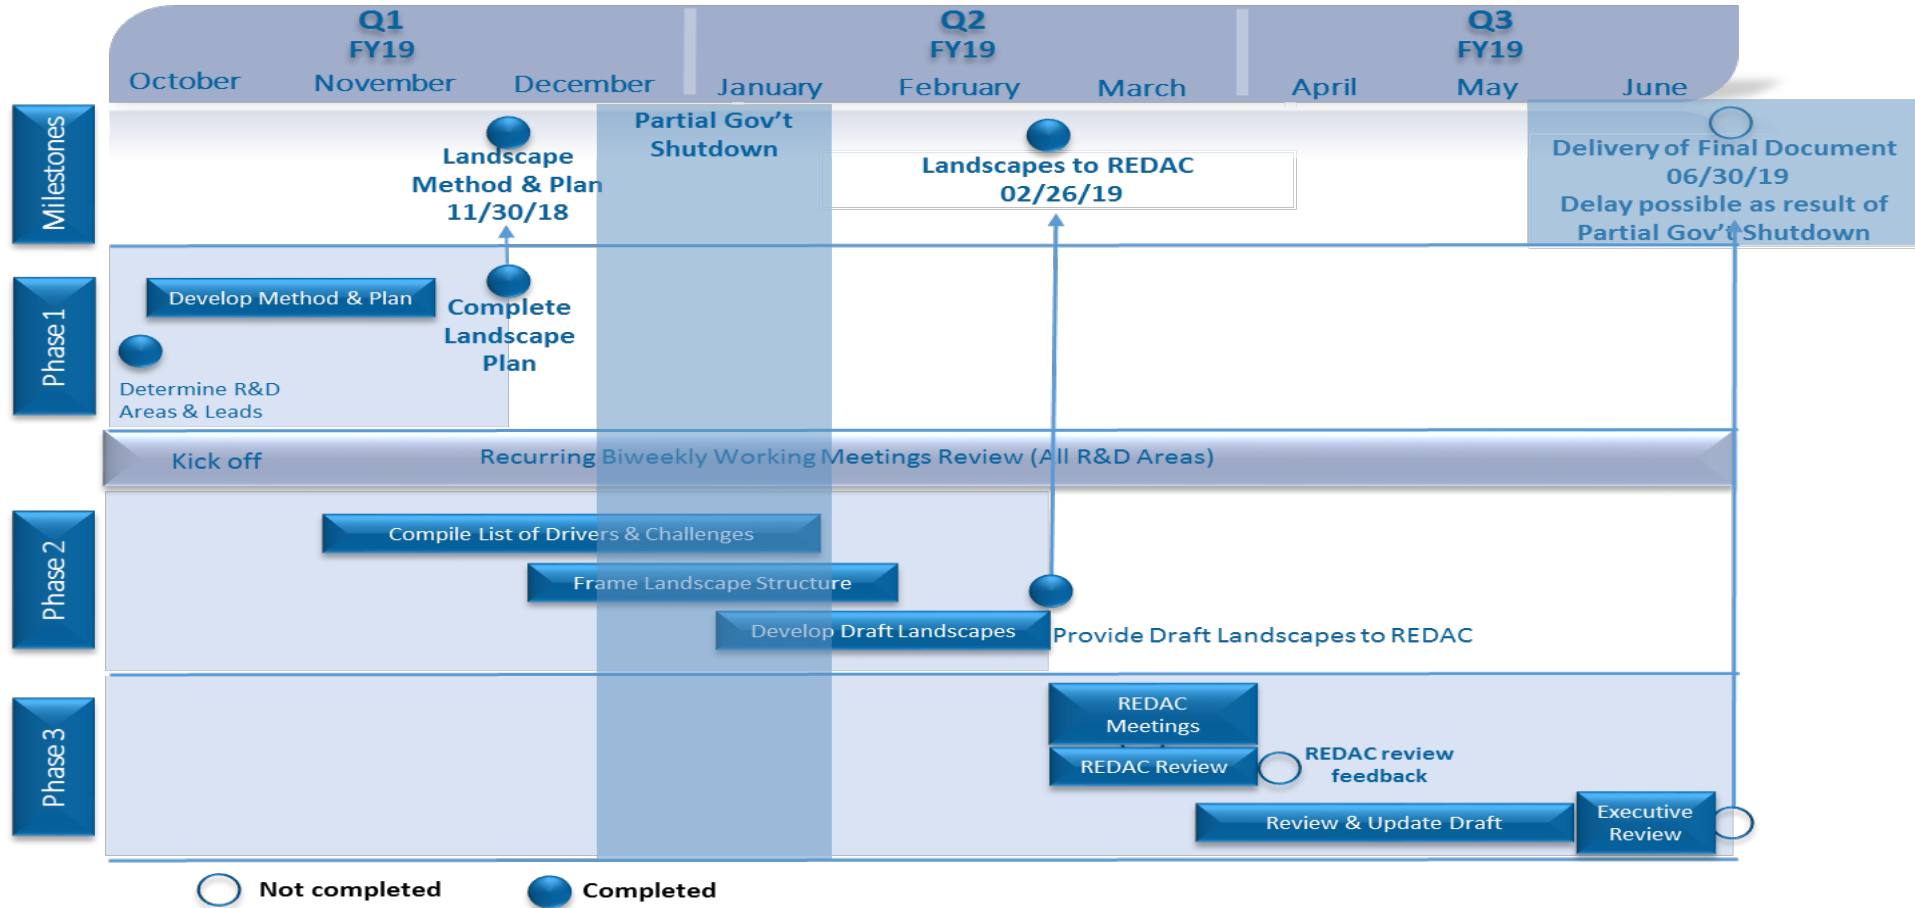 Q1
FY19
Q2
FY19
Q3
FY19
October
November
December
January
February
March
April
May
June
Milestones
Landscape
Method & Plan
11/30/18
Partial Gov't
Shutdown
Landscapes to REDAC
02/26/19
Delivery of Final Document
06/30/19
Delay possible as result of
Partial Gov't Shutdown
Phase 1
Develop Method & Plan
Complete
Landscape
Plan
Determine R&D
Areas & Leads
Kick off
Recurring Biweekly Working Meetings Review (All R&D Areas)
Phase 2
Compile List of Drivers & Challenges
Frame Landscape Structure
Develop Draft Landscapes
Provide Draft Landscapes to REDAC
Phase 3
REDAC
Meetings
REDAC Review
REDAC review
feedback
Review & Update Draft
Executive
Review
Not completed
Completed